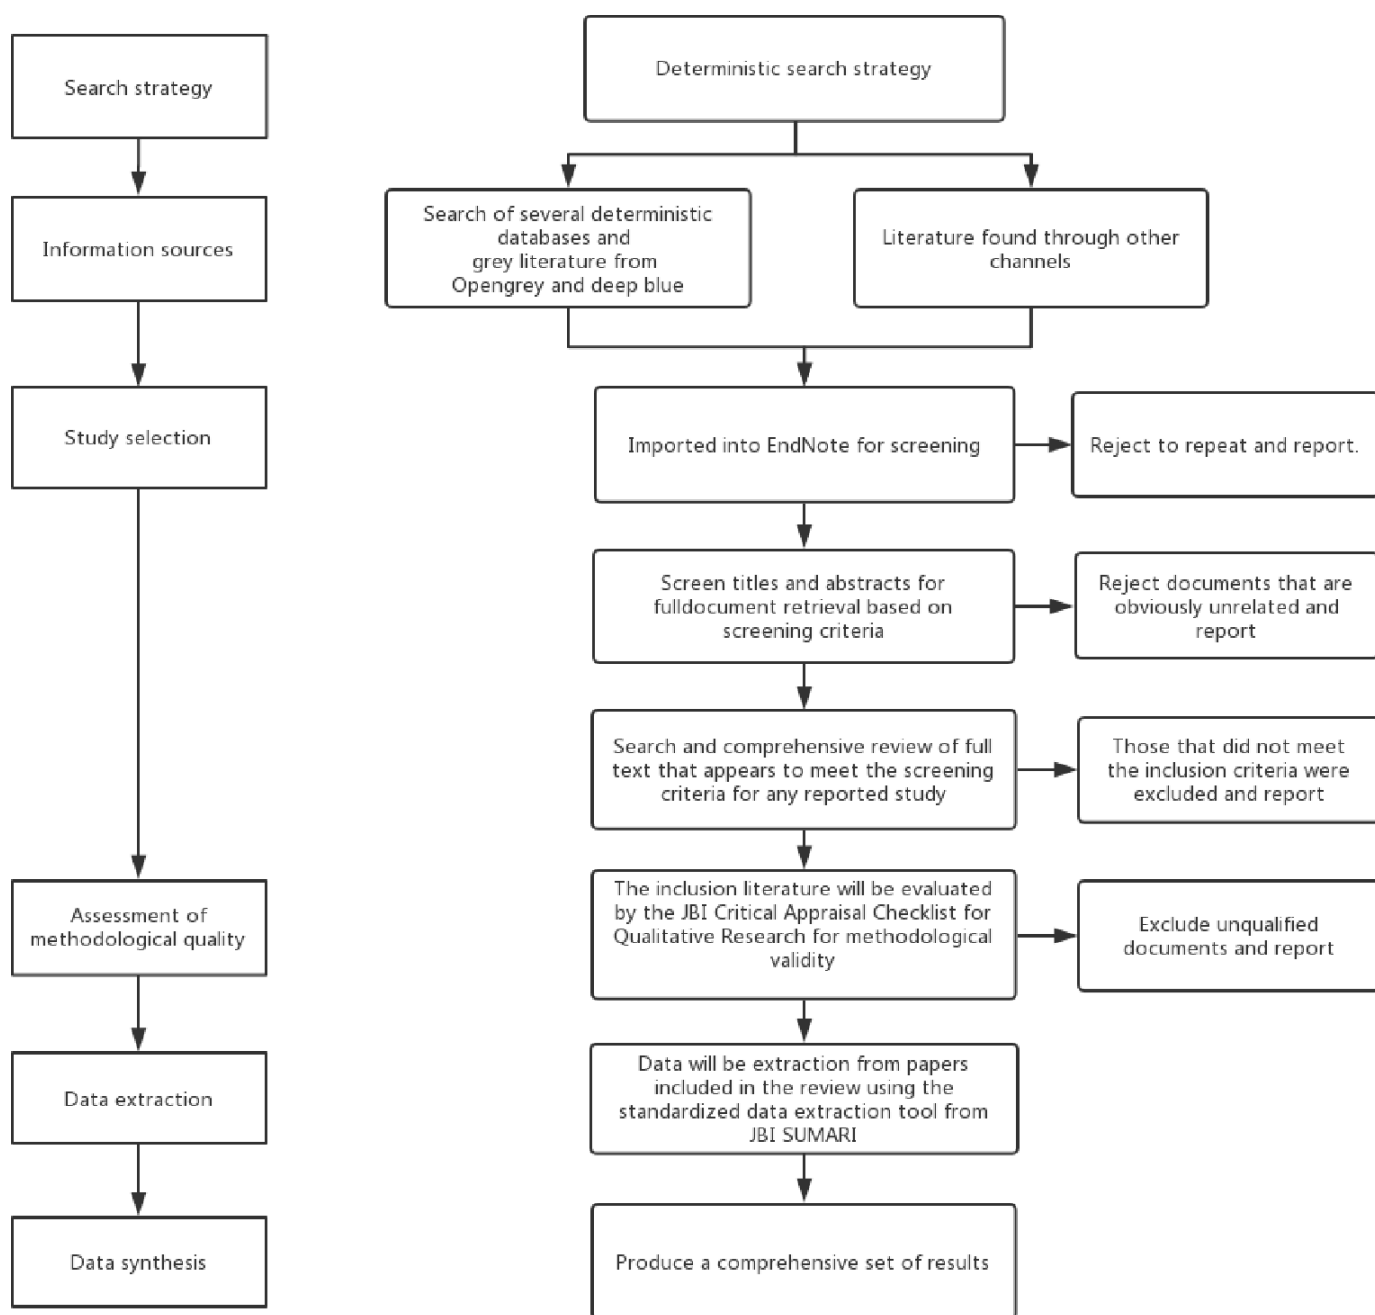 Search strategy
Information sources
Study selection
Assessment of
methodological quality
Data extraction
Data synthesis
Deterministic search strategy
Search of several deterministic
databases and
grey literature from
Opengrey and deep blue
Literature found through other
channels
Imported into EndNote for screening
Reject to repeat and report.
Screen titles and abstracts for
fulldocument retrieval based on
screening criteria
Reject documents that are
obviously unrelated and
report
Search and comprehensive review of full
text that appears to meet the screening
criteria for any reported study
Those that did not meet
the inclusion criteria were
excluded and report
The inclusion literature will be evaluated
by the JBI Critical Appraisal Checklist for
Qualitative Research for methodological
validity
Exclude unqualified
documents and report
Data will be extraction from papers
included in the review using the
standardized data extraction tool from
JBI SUMARI
Produce a comprehensive set of results